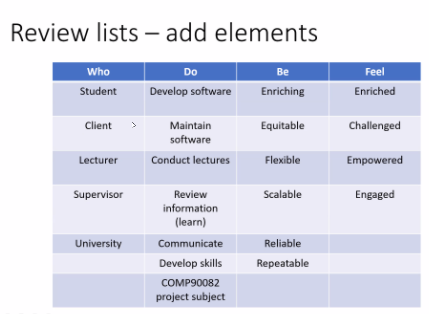 Review lists – add elements
Who Do Be Feel
Student Develop software Enriching Enriched
Client Maintain software Equitable Challenged
Lecturer Conduct lectures Flexible Empowered
Supervisor Review information (learn) Scalable Engaged
University Communicate Reliable
Develop skills Repeatable
COMP90082 project subject